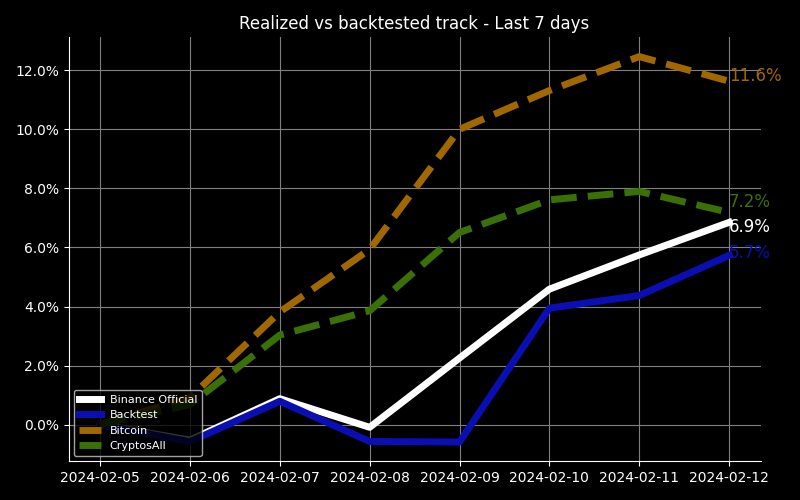 Realized vs backtested track - Last 7 days
12.0%
10.0%
8.0%
6.0%
4.0%
2.0%
0.0%
11.6%
7.2%
6.9%
5.7%
Binance Official
Backtest
Bitcoin
CryptosAll
2024-02-05 2024-02-06 2024-02-07 2024-02-08 2024-02-09 2024-02-10 2024-02-11 2024-02-12